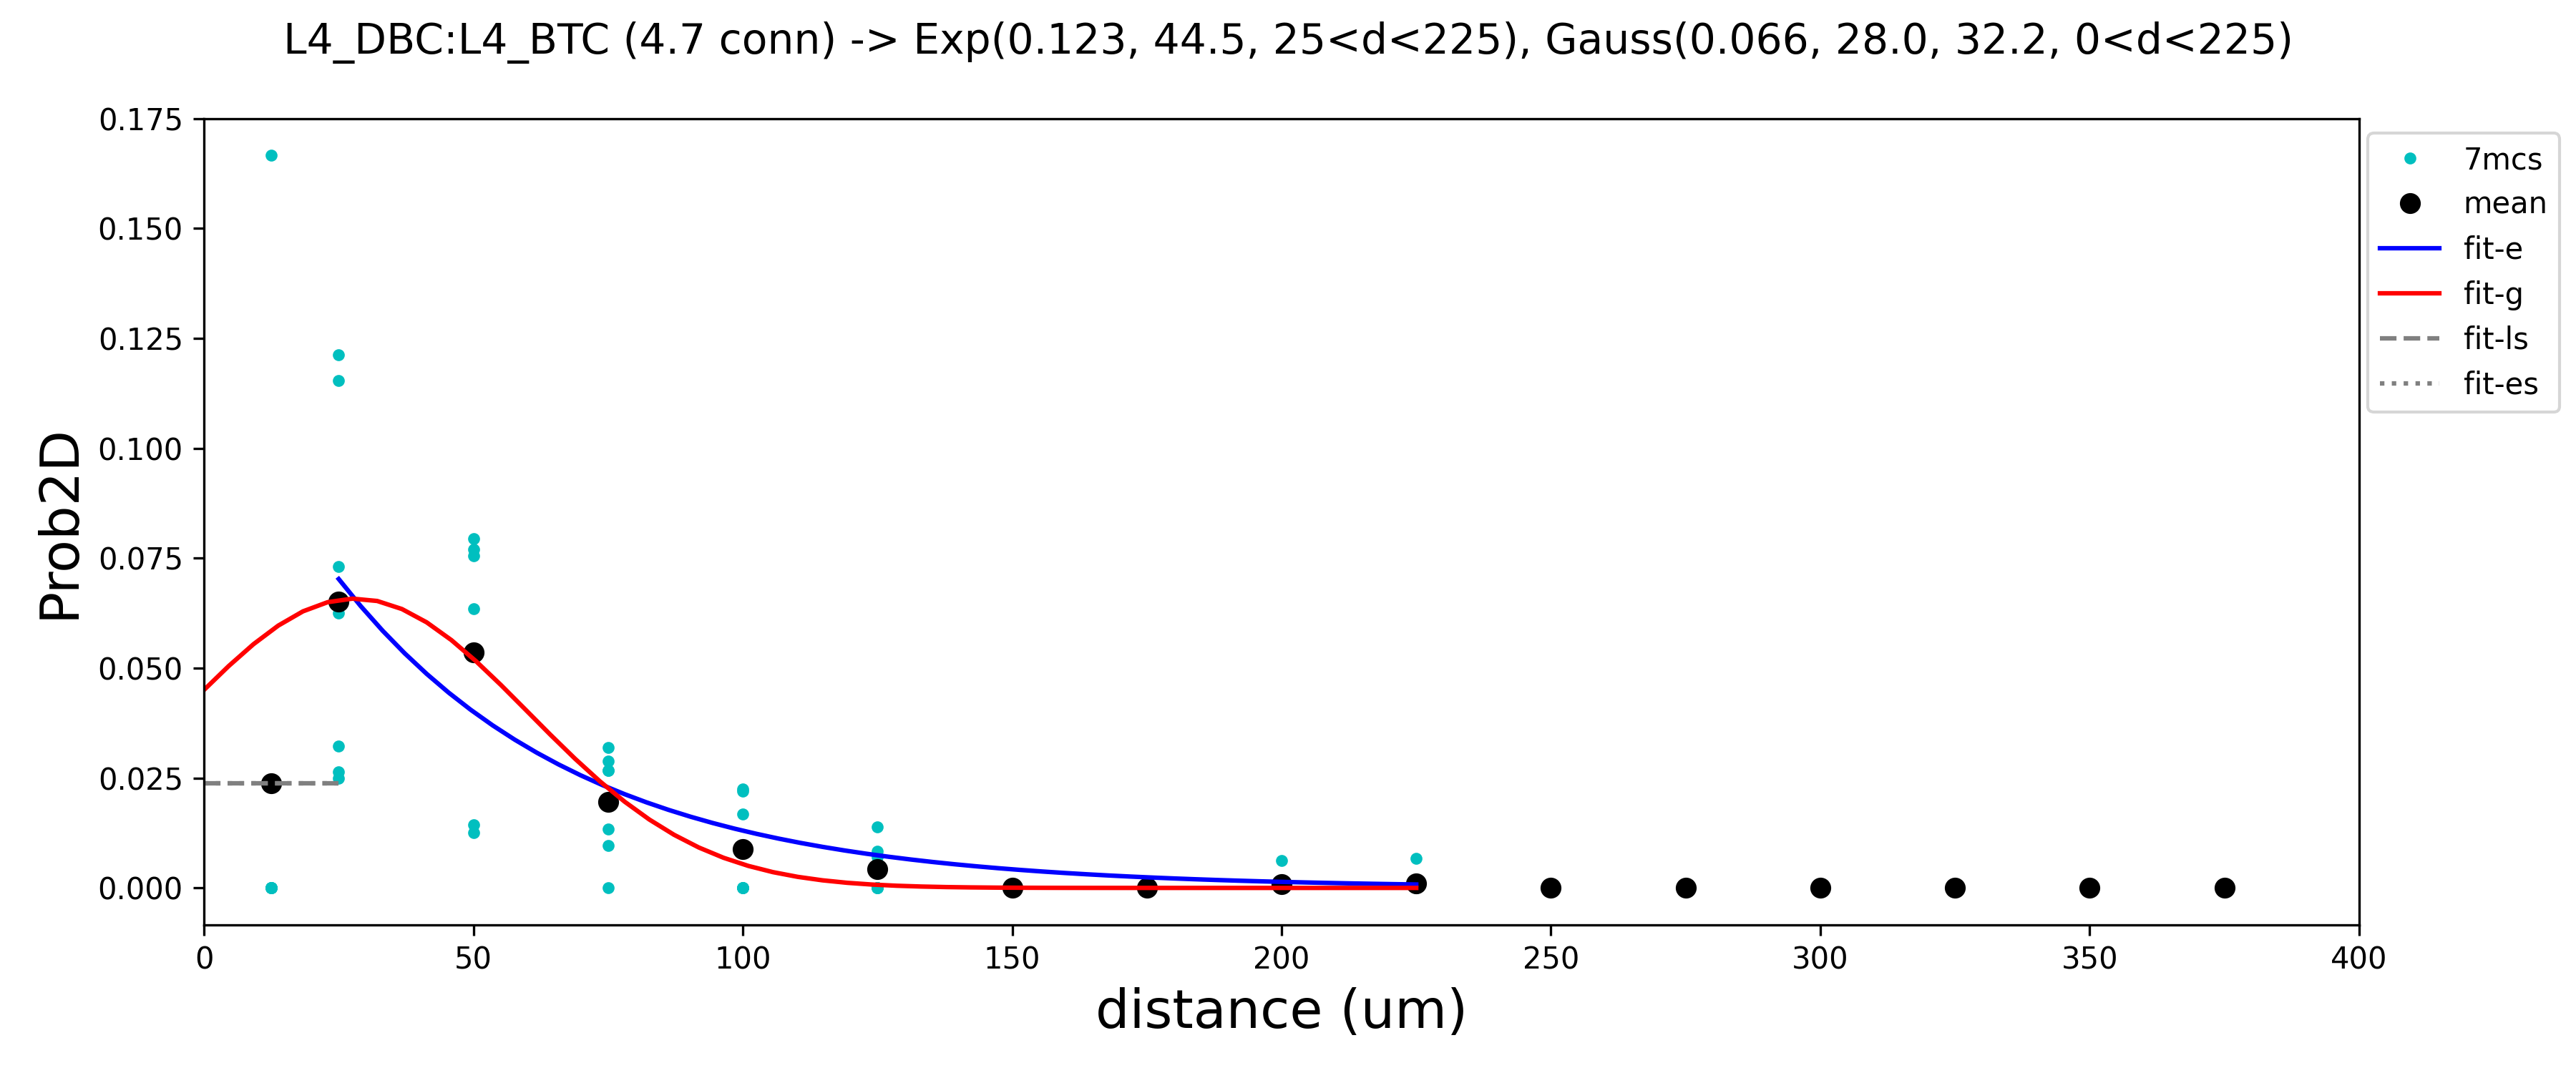 L4_DBC:L4_BTC (4.7 conn) -> Exp(0.123, 44.5, 25<d<225), Gauss(0.066, 28.0, 32.2, 0<d<225)
0.175
0.150
0.125
0.100
0.075
0.050
0.025
0.000
Prob2D
0 50 100 150 200 250 300 350 400
distance (um)
7mcs
mean
fit-e
fit-g
fit-ls
fit-es